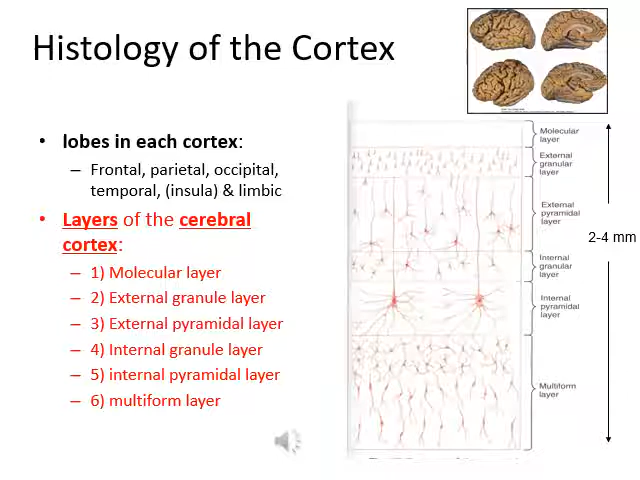 Histology of the Cortex
• lobes in each cortex:
– Frontal, parietal, occipital,
temporal, (insula) & limbic
• Layers of the cerebral
cortex:
– 1) Molecular layer
– 2) External granule layer
– 3) External pyramidal layer
– 4) Internal granule layer
– 5) internal pyramidal layer
– 6) multiform layer
Molecular
layer
External
granular
layer
External
pyramidal
layer
Internal
granular
layer
Internal
pyramidal
layer
Multiform
layer
2-4 mm